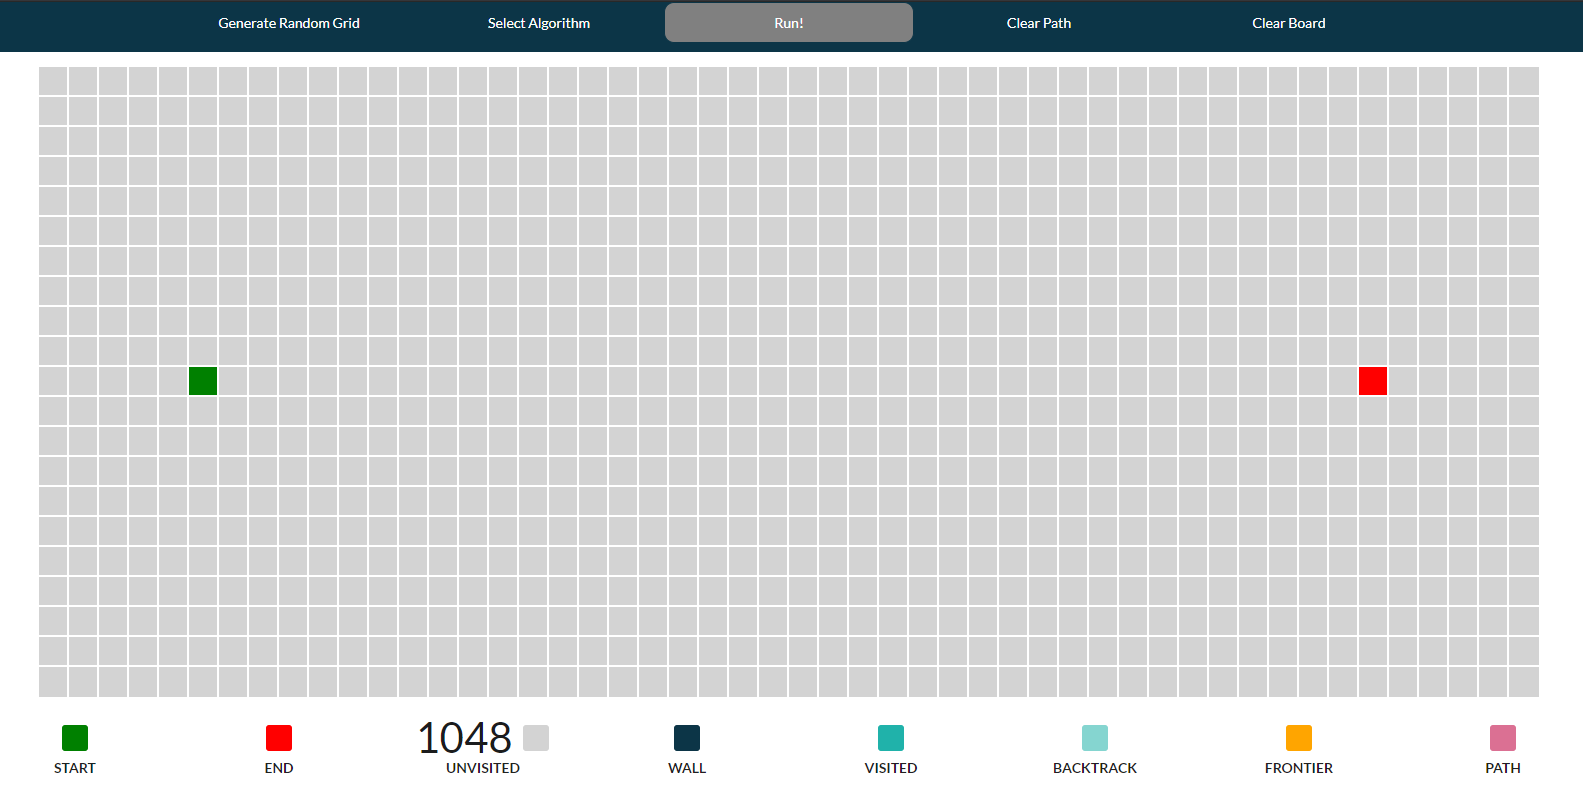 Generate Random Grid
Select Algorithm
Run!
Clear Path
Clear Board
START
END
1048
UNVISITED
WALL
VISITED
BACKTRACK
FRONTIER
PATH